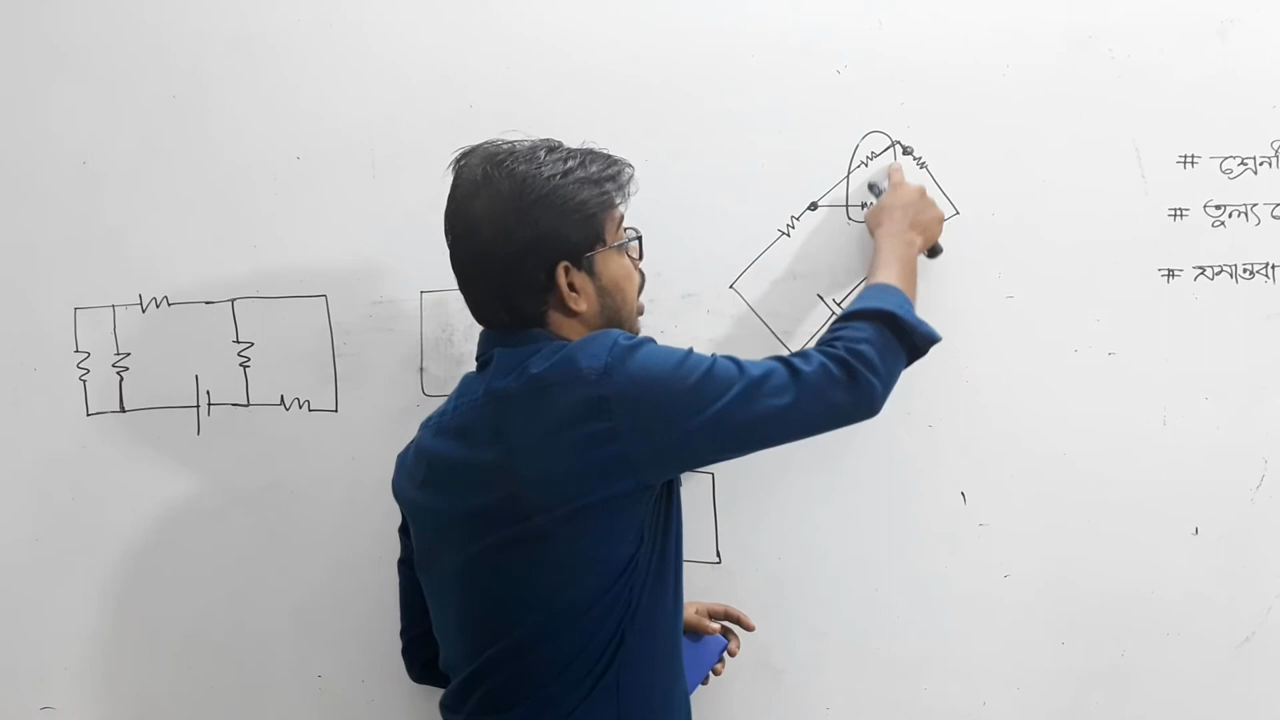 # শ্রেনী
# তুল্য
# সমান্তরা